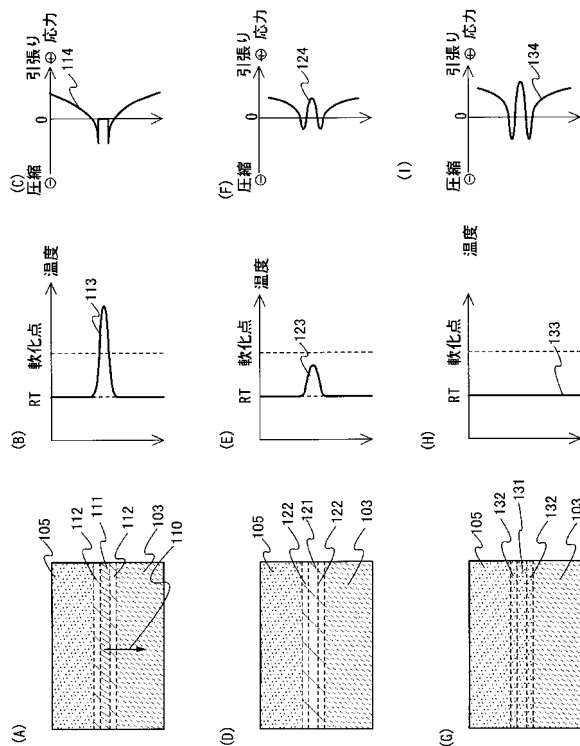 (A)
105
112
111
112
103
110
(B)
RT
軟化点
温度
113
(C)
圧縮
引張り
⊖
0
⊕ 応力
114
(D)
105
122
121
122
103
(E)
RT
軟化点
温度
123
(F)
圧縮
引張り
⊖
0
⊕ 応力
124
(G)
105
132
131
132
103
(H)
RT
軟化点
温度
133
(I)
圧縮
引張り
⊖
0
⊕ 応力
134